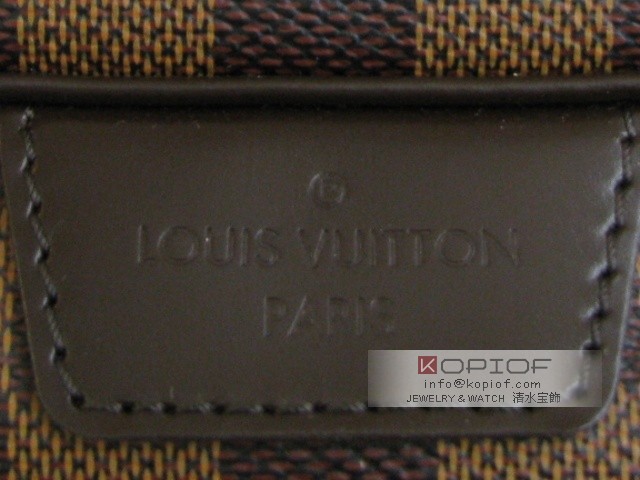 ®
LOUIS VUITTON
PARIS
KOPIOF
info@kopiof.com
JEWELRY & WATCH 清水宝飾